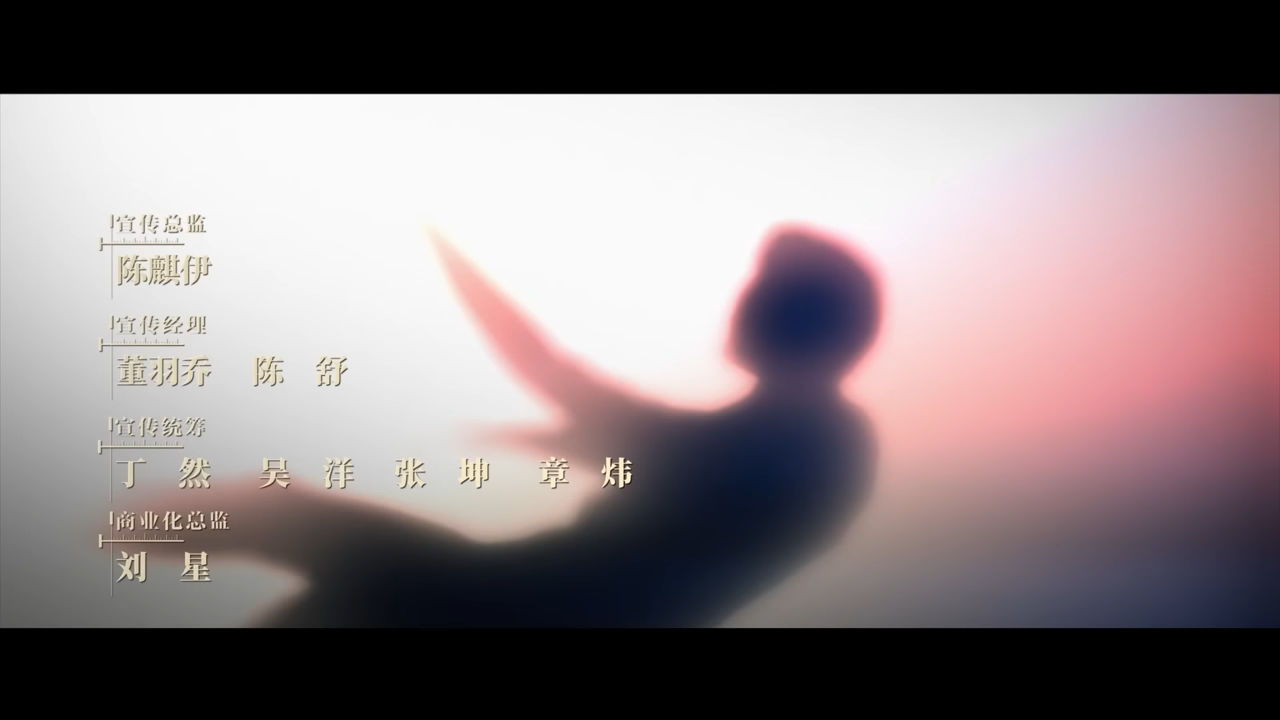 宣传总监
陈麒伊
宣传经理
董羽乔 陈 舒
宣传统筹
丁 然 吴 洋 张 坤 章 炜
商业化总监
刘 星